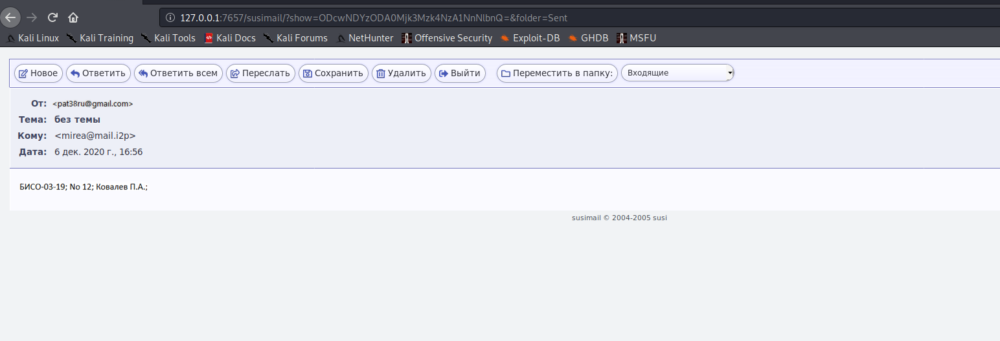 127.0.0.1:7657/susimail/?show=ODcwNDYzODA0Mjk3Mzk4NzA1NnNlbnQ=&folder=Sent
Kali Linux Kali Training Kali Tools Kali Docs Kali Forums NetHunter Offensive Security Exploit-DB GHDB MSFU
Новое Ответить Ответить всем Переслать Сохранить Удалить Выйти Переместить в папку: Входящие
От: <pat38ru@gmail.com>
Тема: без темы
Кому: <mirea@mail.i2p>
Дата: 6 дек. 2020 г., 16:56
БИСО-03-19; No 12; Ковалев П.А.;
susimail © 2004-2005 susi